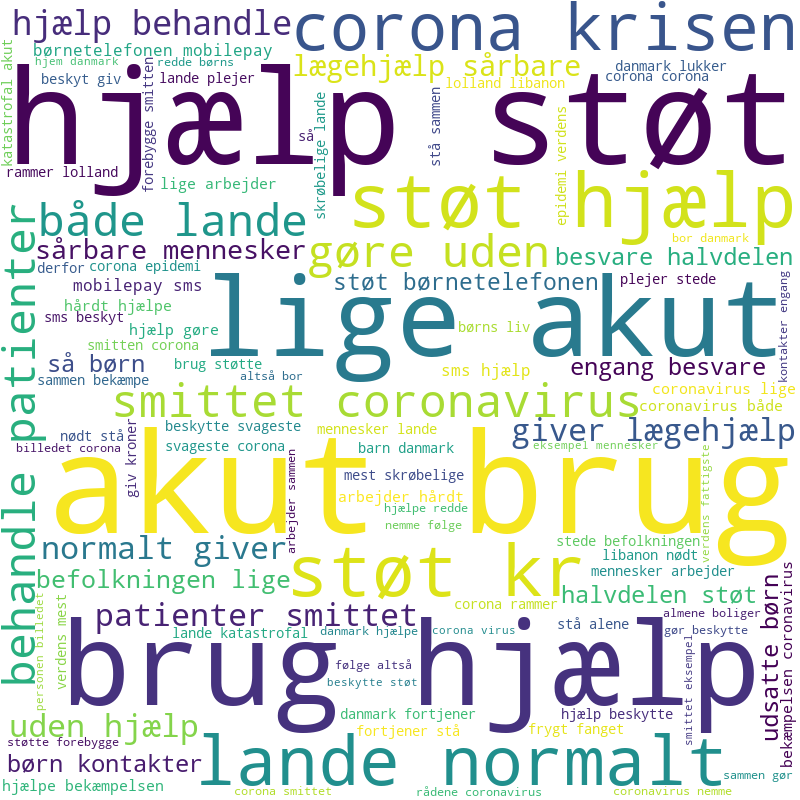 hjælp behandle
corona krisen
børnetelefonen mobilepay
hjem danmark
redde børns
lægehjælp sårbare
danmark lukker
beskyt giv
lande plejer
lolland libanon
corona corona
katastrofal akut
hjælp støt
forebygge smitten
så
stå sammen
rammer lolland
lige arbejder
skrøbelige lande
støt hjælp
epidemi verdens
både lande
gøre uden
bor danmark
sårbare mennesker
besvare halvdelen
derfor
corona epidemi
støt børnetelefonen
plejer stede
mobilepay sms
lige akut
kontakter engang
hårdt hjælpe
sms beskyt
hjælp gøre
børns liv
smitten corona
så børn
brug støtte
sms hjælp
engang besvare
sammen bekæmpe
altså bor
coronavirus lige
smittet coronavirus
coronavirus både
behandle patienter
beskytte svageste
mennesker lande
giver lægehjælp
nødt stå
svageste corona
barn danmark
eksempel mennesker
billedet corona
giv kroner
akut brug
arbejder sammen
mest skrøbelige
arbejder hårdt
verdens fattigste
hjælpe redde
nemme følge
normalt giver
støt kr
stede befolkningen
libanon nødt
befolkningen lige
mennesker arbejder
halvdelen støt
verdens mest
personen billedet
patienter smittet
corona rammer
almene boliger
stå alene
gør beskytte
lande katastrofal
danmark hjælpe
corona virus
brug hjælp
udsatte børn
bekæmpelsen coronavirus
smittet eksempel
følge altså
beskytte støt
uden hjælp
danmark fortjener
hjælp beskytte
fortjener stå
frygt fanget
støtte forebygge
børn kontakter
lande normalt
sammen gør
hjælpe bekæmpelsen
corona smittet
rådene coronavirus
coronavirus nemme